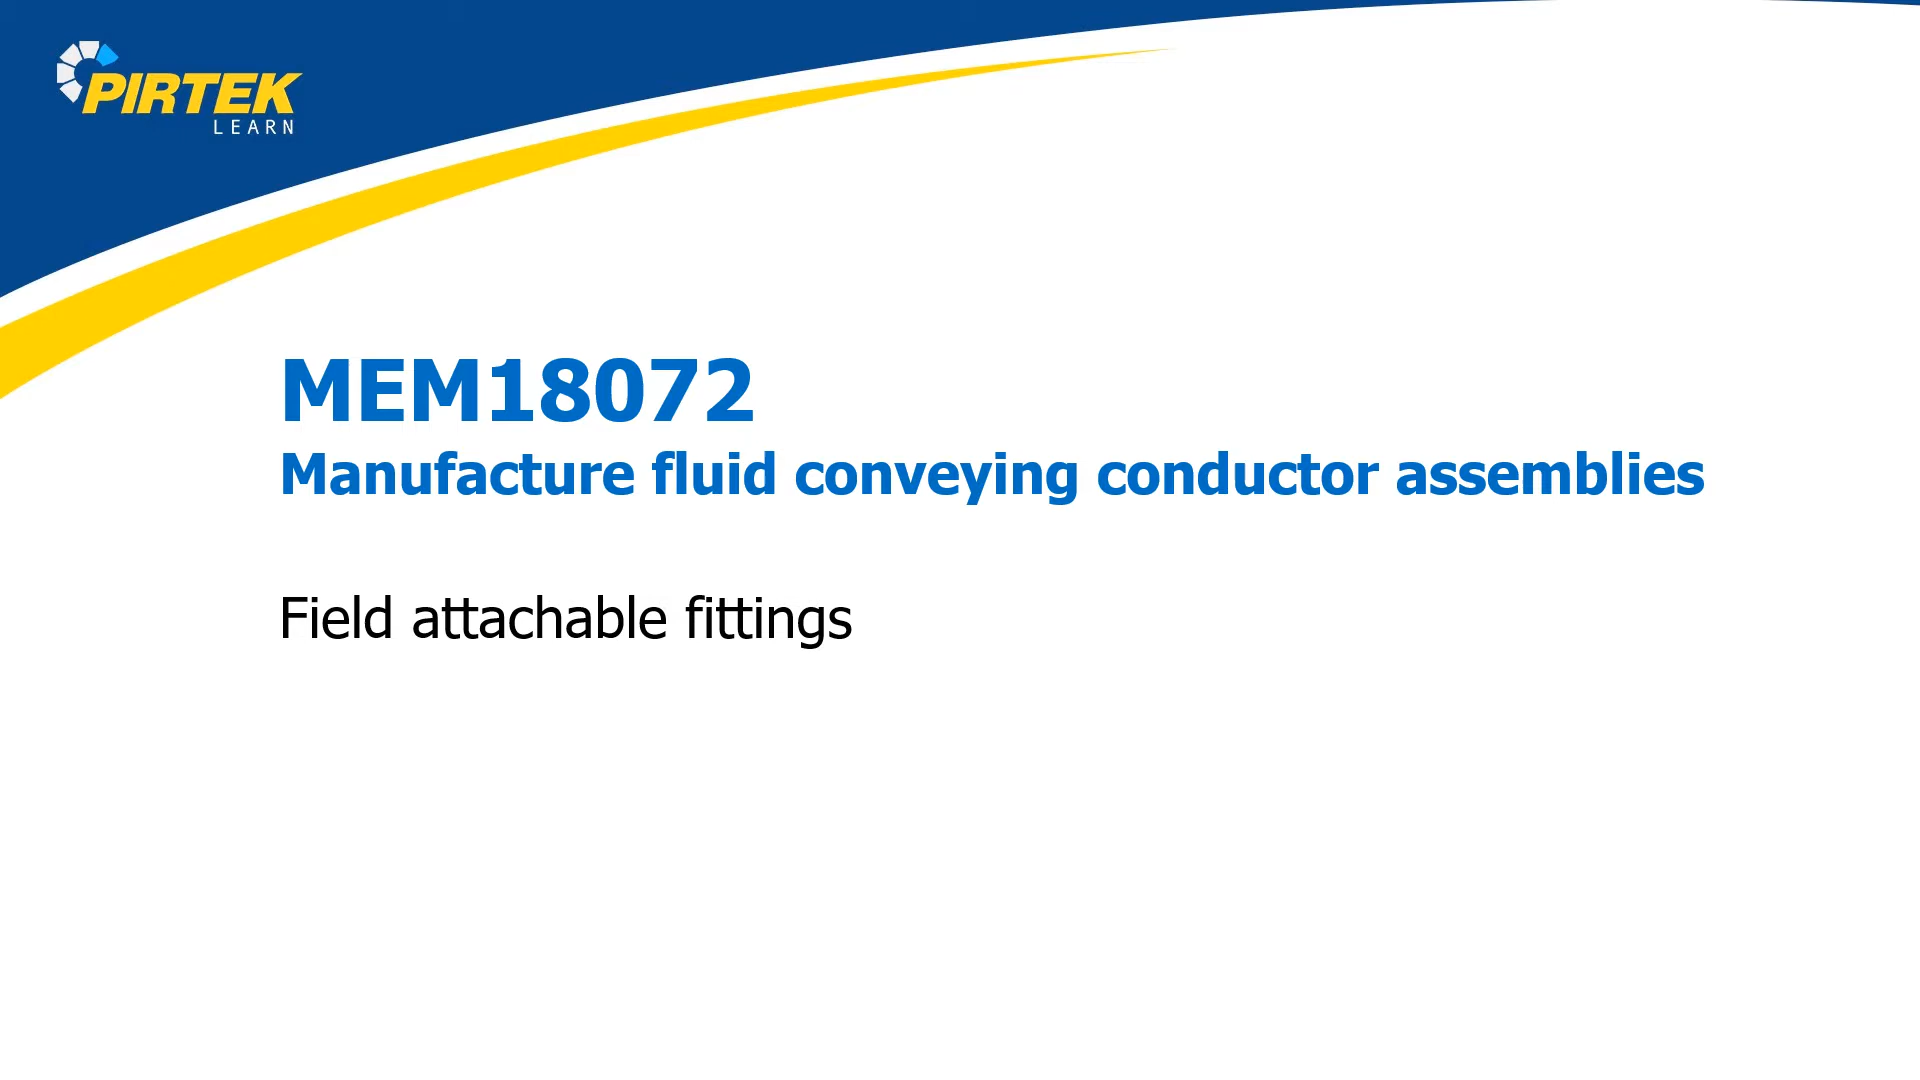 PIRTEK
LEARN
MEM18072
Manufacture fluid conveying conductor assemblies
Field attachable fittings